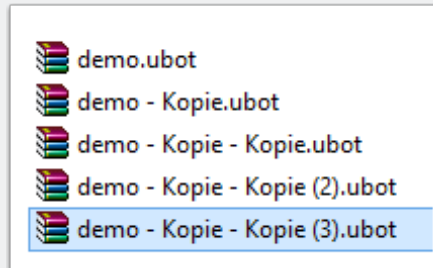 demo.ubot
demo - Kopie.ubot
demo - Kopie - Kopie.ubot
demo - Kopie - Kopie (2).ubot
demo - Kopie - Kopie (3).ubot